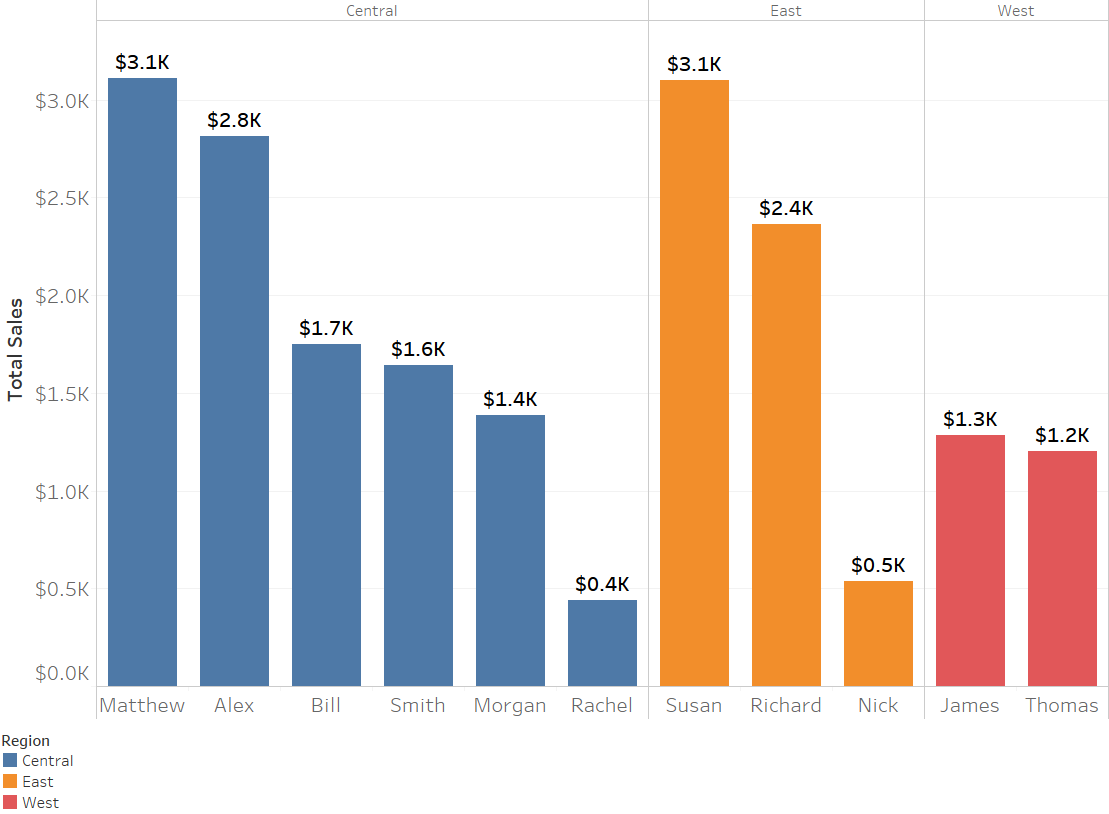 Central East West
$3.1K $3.1K
$3.0K
$2.8K
$2.5K
$2.4K
$2.0K
$1.7K
$1.6K
$1.5K
$1.4K
$1.3K
$1.2K
$1.0K
$0.5K
$0.5K
$0.4K
$0.0K
Total Sales
Matthew Alex Bill Smith Morgan Rachel Susan Richard Nick James Thomas
Region
Central
East
West